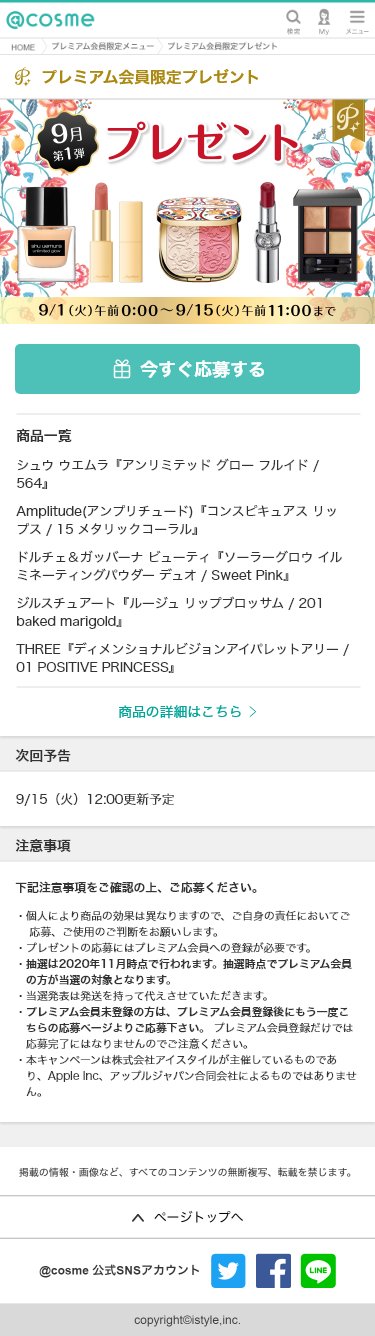 @cosme
検索 My メニュー
HOME プレミアム会員限定メニュー プレミアム会員限定プレゼント
プレミアム会員限定プレゼント
9月
第1弾
プレゼント
P
shu uemura
unlimited glow
9/1(火)午前0:00〜9/15(火)午前11:00まで
今すぐ応募する
商品一覧
シュウ ウエムラ『アンリミテッド グロー フルイド /
564』
Amplitude(アンプリチュード)『コンスピキュアス リッ
プス / 15 メタリックコーラル』
ドルチェ&ガッバーナ ビューティ『ソーラーグロウ イル
ミネーティングパウダー デュオ / Sweet Pink』
ジルスチュアート『ルージュ リップブロッサム / 201
baked marigold』
THREE『ディメンショナルビジョンアイパレットアリー /
01 POSITIVE PRINCESS』
商品の詳細はこちら
次回予告
9/15（火）12:00更新予定
注意事項
下記注意事項をご確認の上、ご応募ください。
・個人により商品の効果は異なりますので、ご自身の責任においてご
応募、ご使用のご判断をお願いします。
・プレゼントの応募にはプレミアム会員への登録が必要です。
・抽選は2020年11月時点で行われます。抽選時点でプレミアム会員
の方が当選の対象となります。
・当選発表は発送を持って代えさせていただきます。
・プレミアム会員未登録の方は、プレミアム会員登録後にもう一度こ
ちらの応募ページよりご応募下さい。 プレミアム会員登録だけでは
応募完了にはなりませんのでご注意ください。
・本キャンペーンは株式会社アイスタイルが主催しているものであ
り、Apple Inc、アップルジャパン合同会社によるものではありませ
ん。
掲載の情報・画像など、すべてのコンテンツの無断複写、転載を禁じます。
ページトップへ
@cosme 公式SNSアカウント
LINE
copyright©istyle,inc.